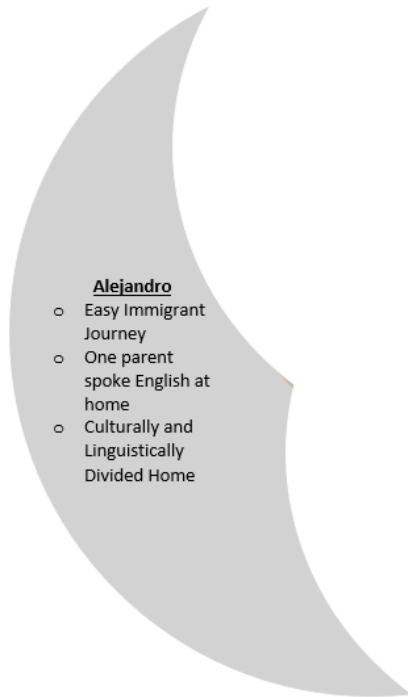 Alejandro
o Easy Immigrant
Journey
o One parent
spoke English at
home
o Culturally and
Linguistically
Divided Home